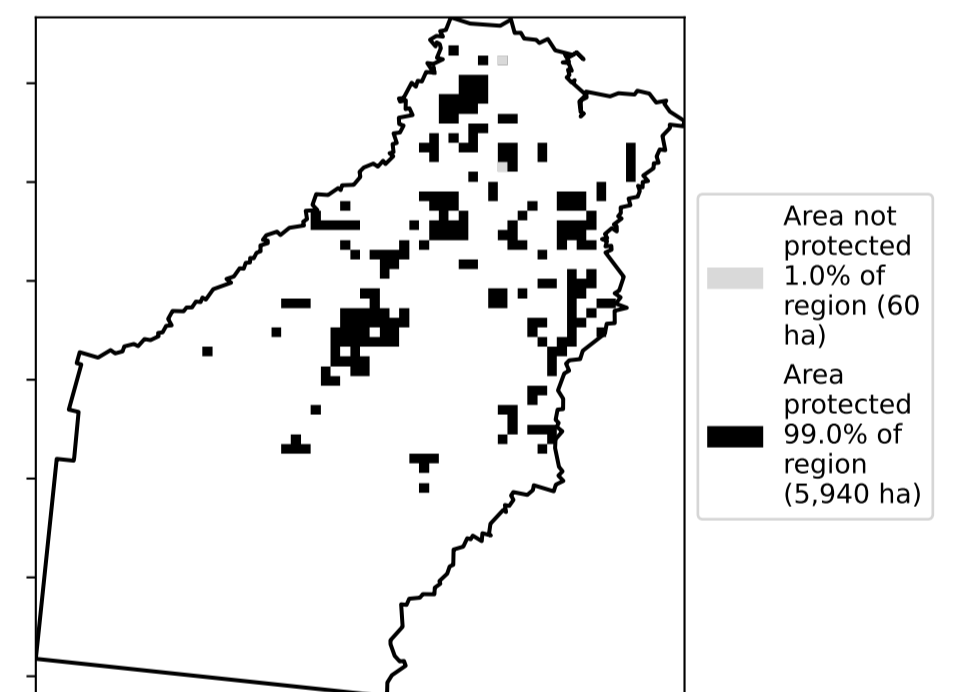 Area not
protected
1.0% of
region (60
ha)
Area
protected
99.0% of
region
(5,940 ha)